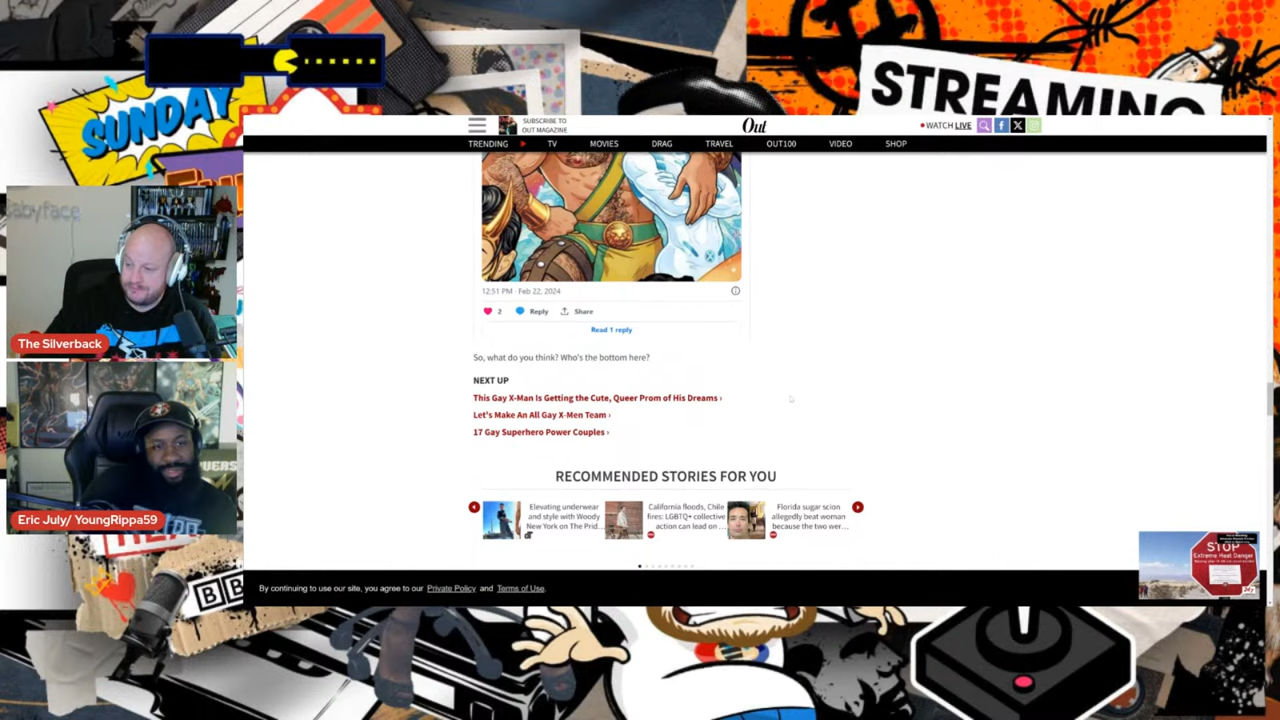 SUNDAY
STREAMING
babyface
The Silverback
Eric July/ YoungRippa59
SUBSCRIBE TO
OUT MAGAZINE
Out
WATCH LIVE
TRENDING
TV
MOVIES
DRAG
TRAVEL
OUT100
VIDEO
SHOP
12:51 PM · Feb 22, 2024
2
Reply
Share
Read 1 reply
So, what do you think? Who's the bottom here?
NEXT UP
This Gay X-Man Is Getting the Cute, Queer Prom of His Dreams ›
Let's Make An All Gay X-Men Team ›
17 Gay Superhero Power Couples ›
RECOMMENDED STORIES FOR YOU
Elevating underwear
and style with Woody
New York on The Prid...
California floods, Chile
fires: LGBTQ+ collective
action can lead on ...
Florida sugar scion
allegedly beat woman
because the two wer...
STOP
Extreme Heat Danger
By continuing to use our site, you agree to our Private Policy and Terms of Use.
BB